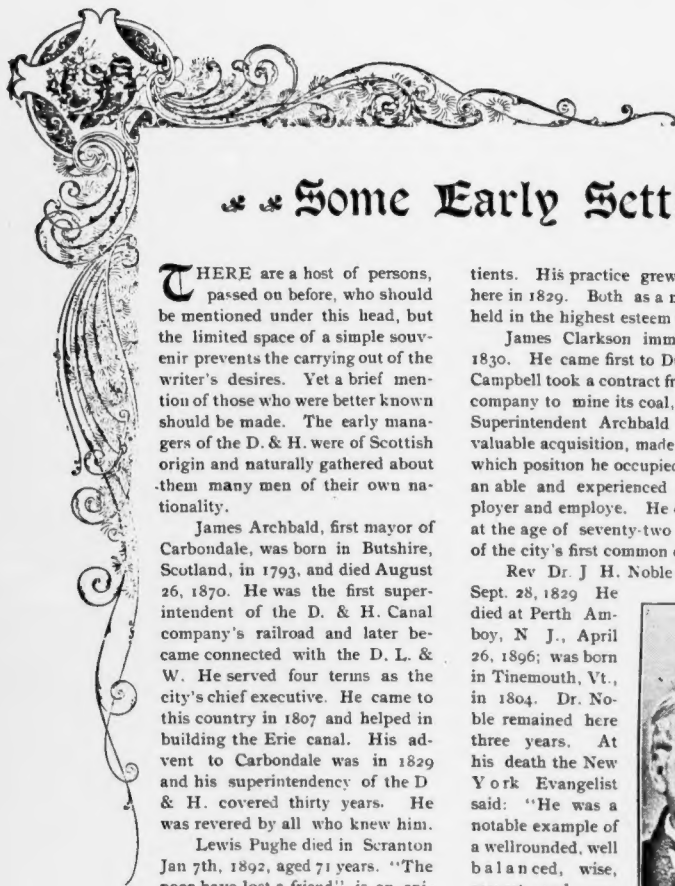 Some Early Sett
THERE are a host of persons,
passed on before, who should
be mentioned under this head, but
the limited space of a simple souv-
enir prevents the carrying out of the
writer's desires. Yet a brief men-
tion of those who were better known
should be made. The early mana-
gers of the D. & H. were of Scottish
origin and naturally gathered about
them many men of their own na-
tionality.
James Archbald, first mayor of
Carbondale, was born in Butshire,
Scotland, in 1793, and died August
26, 1870. He was the first super-
intendent of the D. & H. Canal
company's railroad and later be-
came connected with the D. L. &
W. He served four terms as the
city's chief executive. He came to
this country in 1807 and helped in
building the Erie canal. His ad-
vent to Carbondale was in 1829
and his superintendency of the D
& H. covered thirty years. He
was revered by all who knew him.
Lewis Pughe died in Scranton
Jan 7th, 1892, aged 71 years. "The
poor have lost a friend" is an epi-
tients. His practice grew
here in 1829. Both as a
held in the highest esteem
James Clarkson imm
1830. He came first to D
Campbell took a contract fr
company to mine its coal,
Superintendent Archbald
valuable acquisition, made
which position he occupied
an able and experienced
ployer and employe. He
at the age of seventy-two
of the city's first common
Rev Dr. J H. Noble
Sept. 28, 1829 He
died at Perth Am-
boy, N J., April
26, 1896; was born
in Tinemouth, Vt.,
in 1804. Dr. No-
ble remained here
three years. At
his death the New
York Evangelist
said: "He was a
notable example of
a wellrounded, well
balanced, wise,